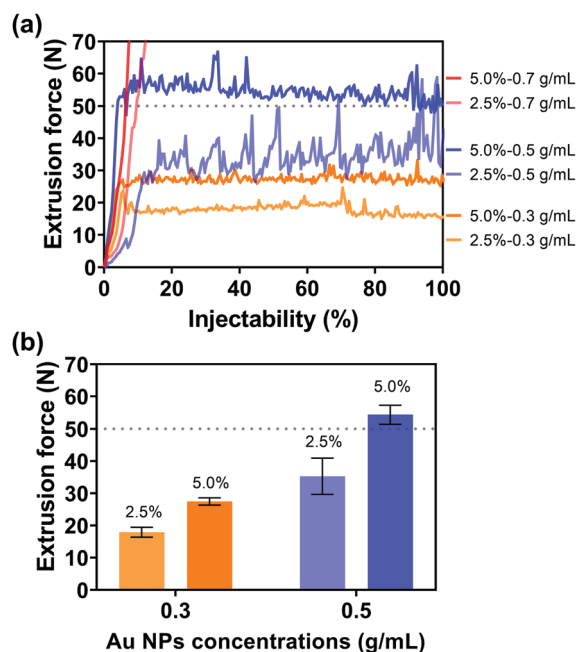 (a)
Extrusion force (N)
70
60
50
40
30
20
10
0
0 20 40 60 80 100
Injectability (%)
5.0%-0.7 g/mL
2.5%-0.7 g/mL
5.0%-0.5 g/mL
2.5%-0.5 g/mL
5.0%-0.3 g/mL
2.5%-0.3 g/mL
(b)
Extrusion force (N)
70
60
50
40
30
20
10
0
2.5%
5.0%
2.5%
5.0%
0.3 0.5
Au NPs concentrations (g/mL)